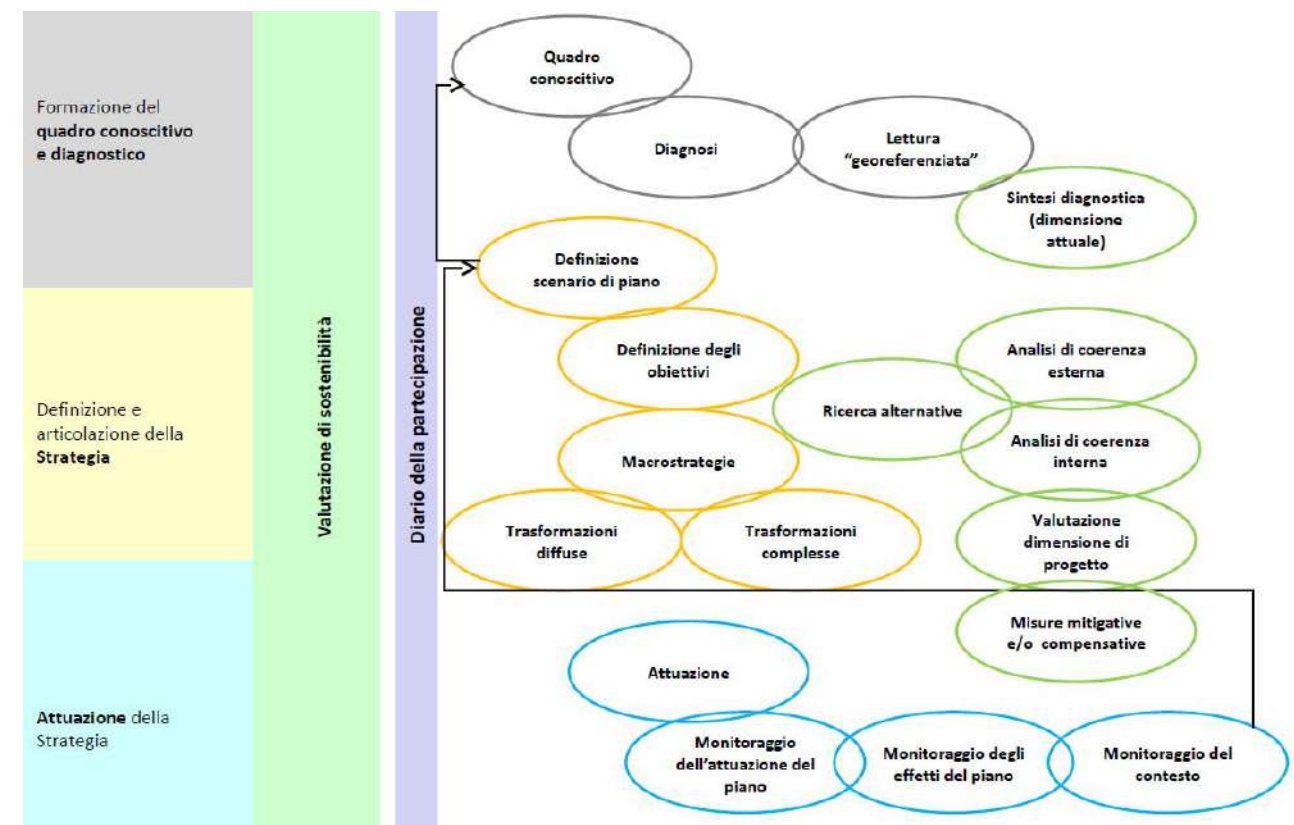 Formazione del
quadro conoscitivo
e diagnostico
Definizione e
articolazione della
Strategia
Attuazione della
Strategia
Valutazione di sostenibilità
Diario della partecipazione
Quadro
conoscitivo
Diagnosi
Lettura
“georeferenziata”
Sintesi diagnostica
(dimensione
attuale)
Definizione
scenario di piano
Definizione degli
obiettivi
Analisi di coerenza
esterna
Ricerca alternative
Macrostrategie
Analisi di coerenza
interna
Trasformazioni
diffuse
Trasformazioni
complesse
Valutazione
dimensione di
progetto
Misure mitigative
e/o compensative
Attuazione
Monitoraggio
dell’attuazione del
piano
Monitoraggio degli
effetti del piano
Monitoraggio del
contesto